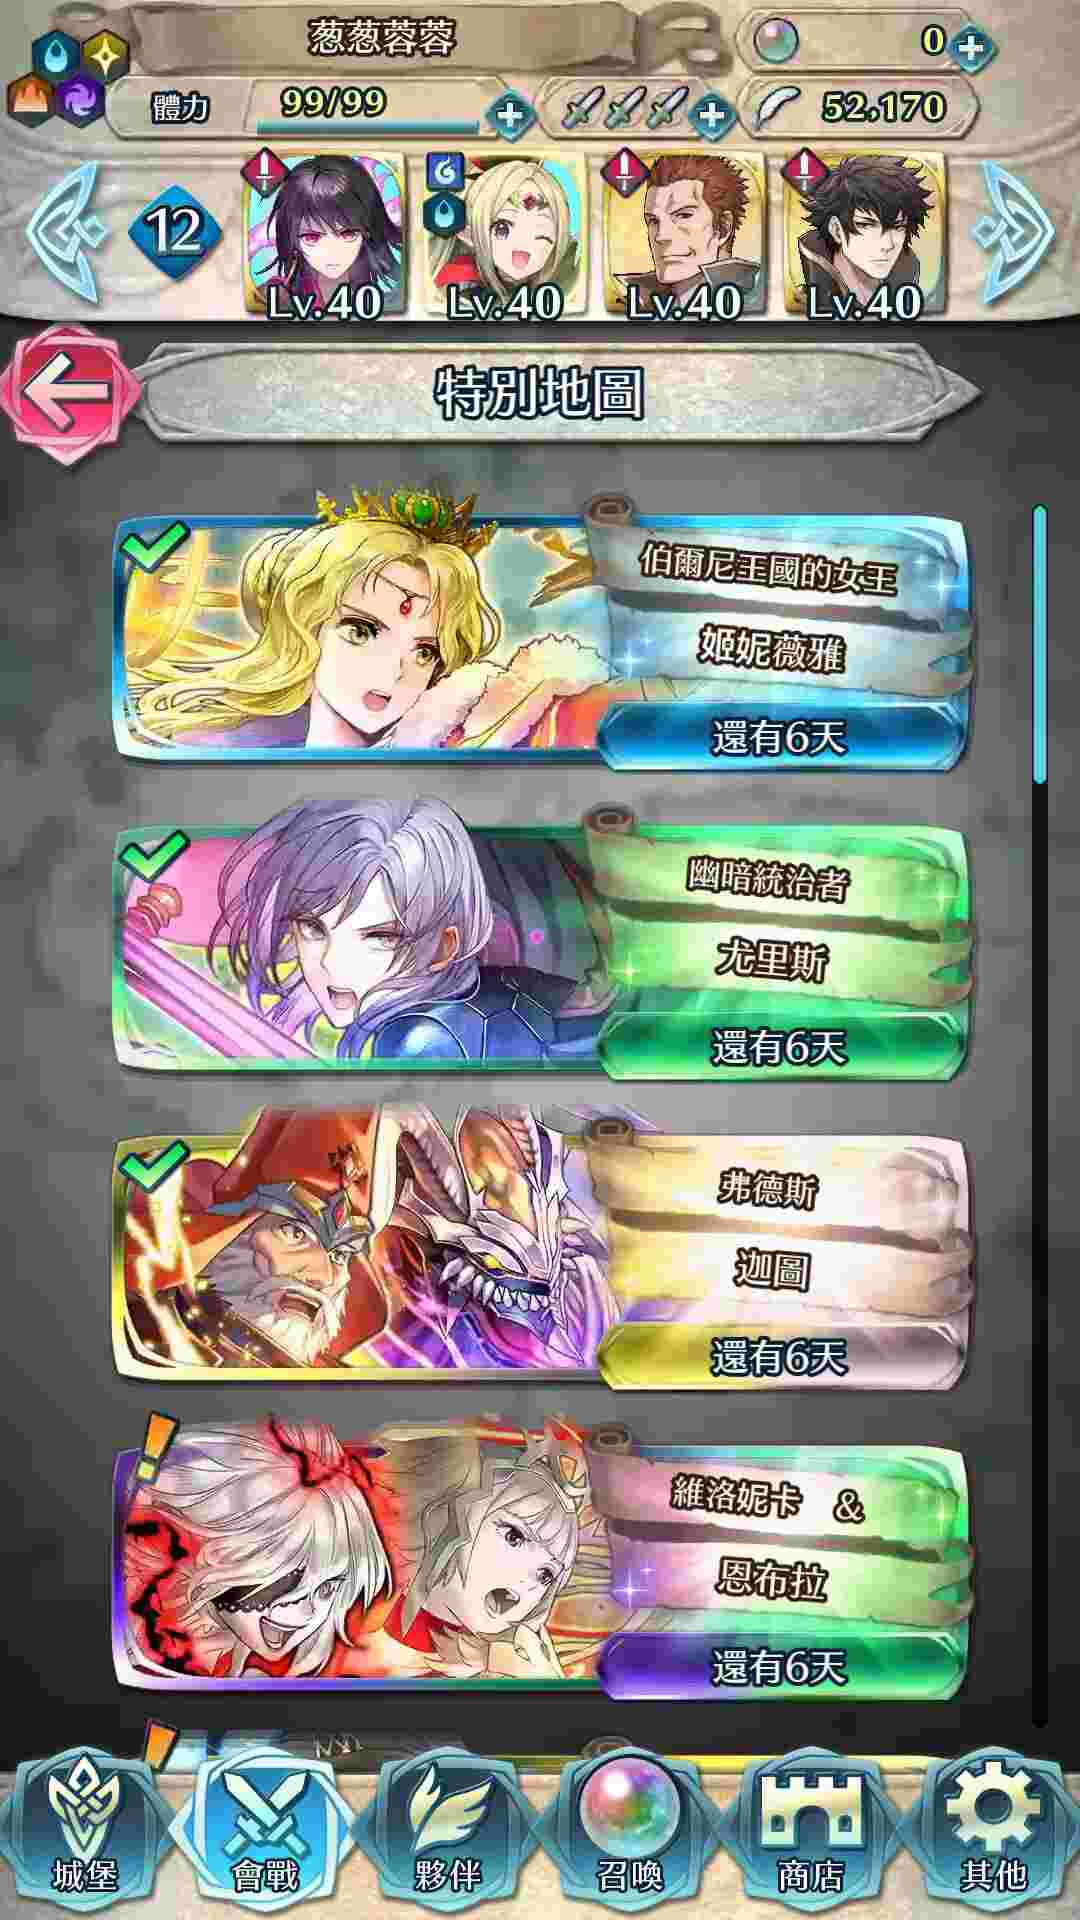 葱葱蓉蓉
0
體力 99/99
52,170
12
Lv.40 Lv.40 Lv.40 Lv.40
特別地圖
伯爾尼王國的女王
姬妮薇雅
還有6天
幽暗統治者
尤里斯
還有6天
弗德斯
迦圖
還有6天
維洛妮卡 &
恩布拉
還有6天
城堡 會戰 夥伴 召喚 商店 其他